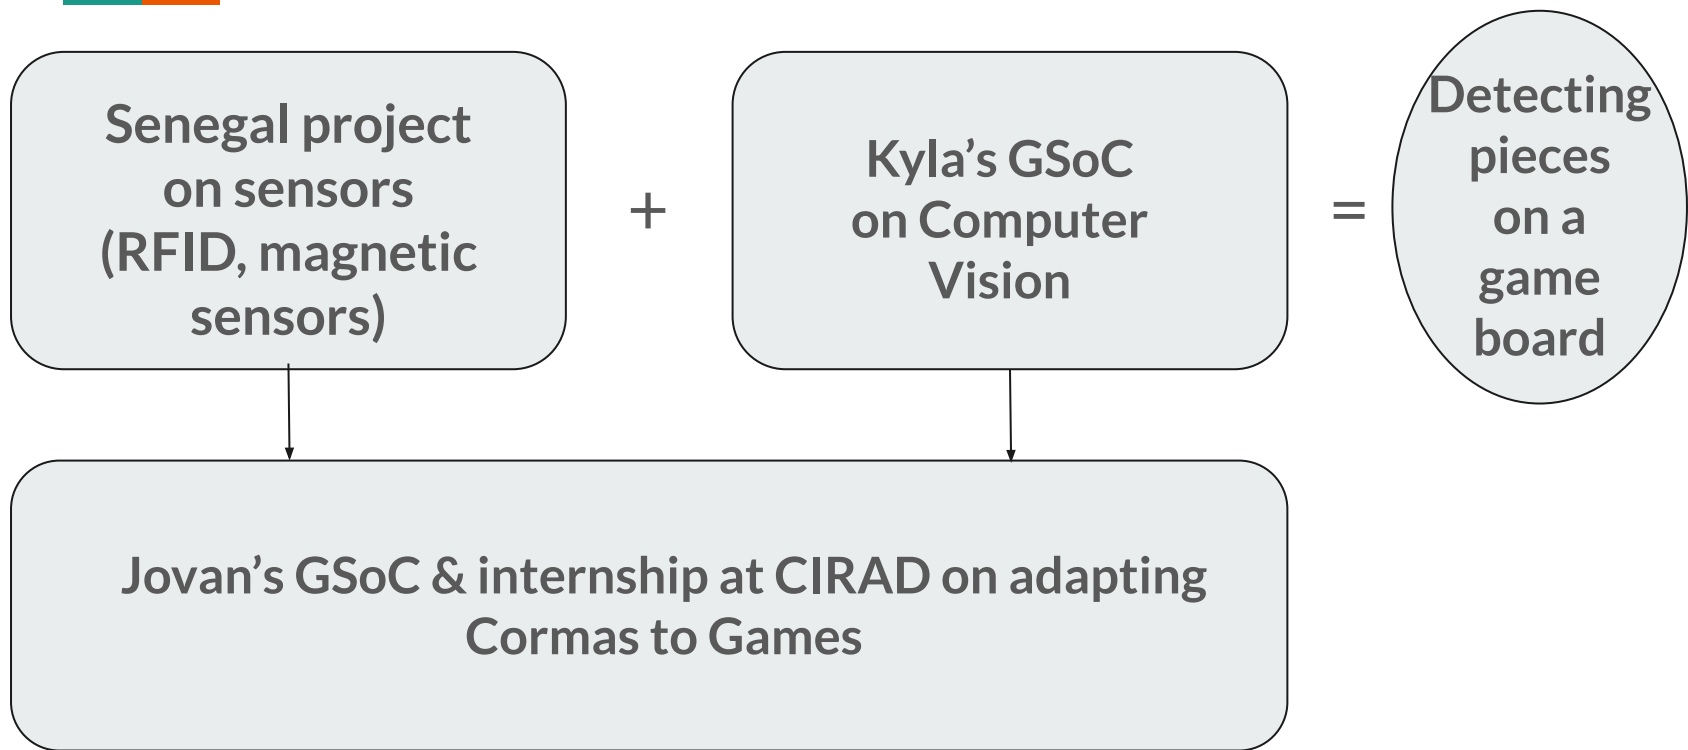 Senegal project
on sensors
(RFID, magnetic
sensors)
+
Kyla’s GSoC
on Computer
Vision
=
Detecting
pieces
on a
game
board
Jovan’s GSoC & internship at CIRAD on adapting
Cormas to Games